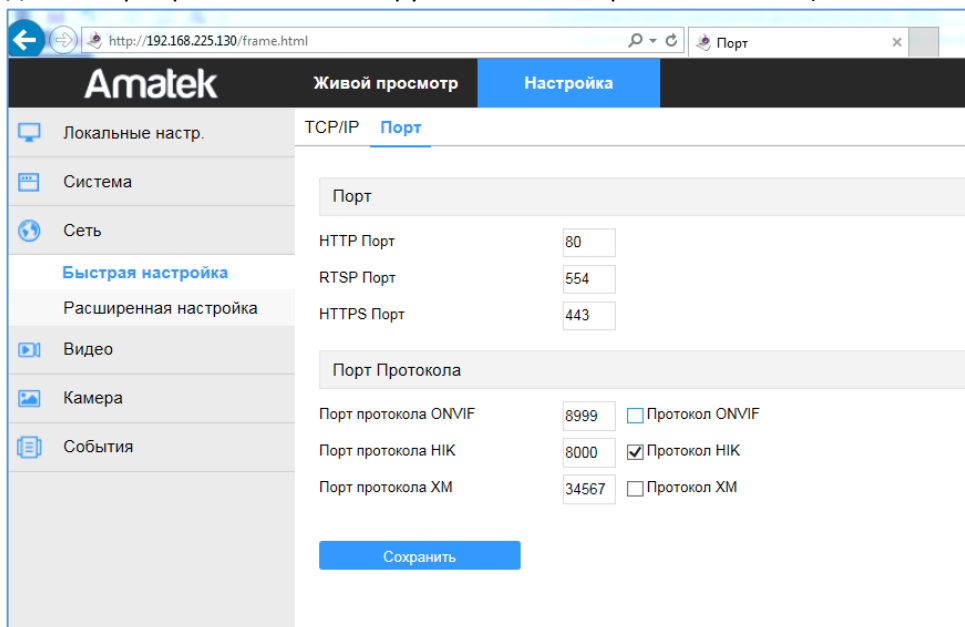 http://192.168.225.130/frame.html
Порт
Amatek
Живой просмотр
Настройка
Локальные настр.
Система
Сеть
Быстрая настройка
Расширенная настройка
Видео
Камера
События
TCP/IP Порт
Порт
HTTP Порт 80
RTSP Порт 554
HTTPS Порт 443
Порт Протокола
Порт протокола ONVIF 8999 Протокол ONVIF
Порт протокола HIK 8000 Протокол HIK
Порт протокола XM 34567 Протокол XM
Сохранить